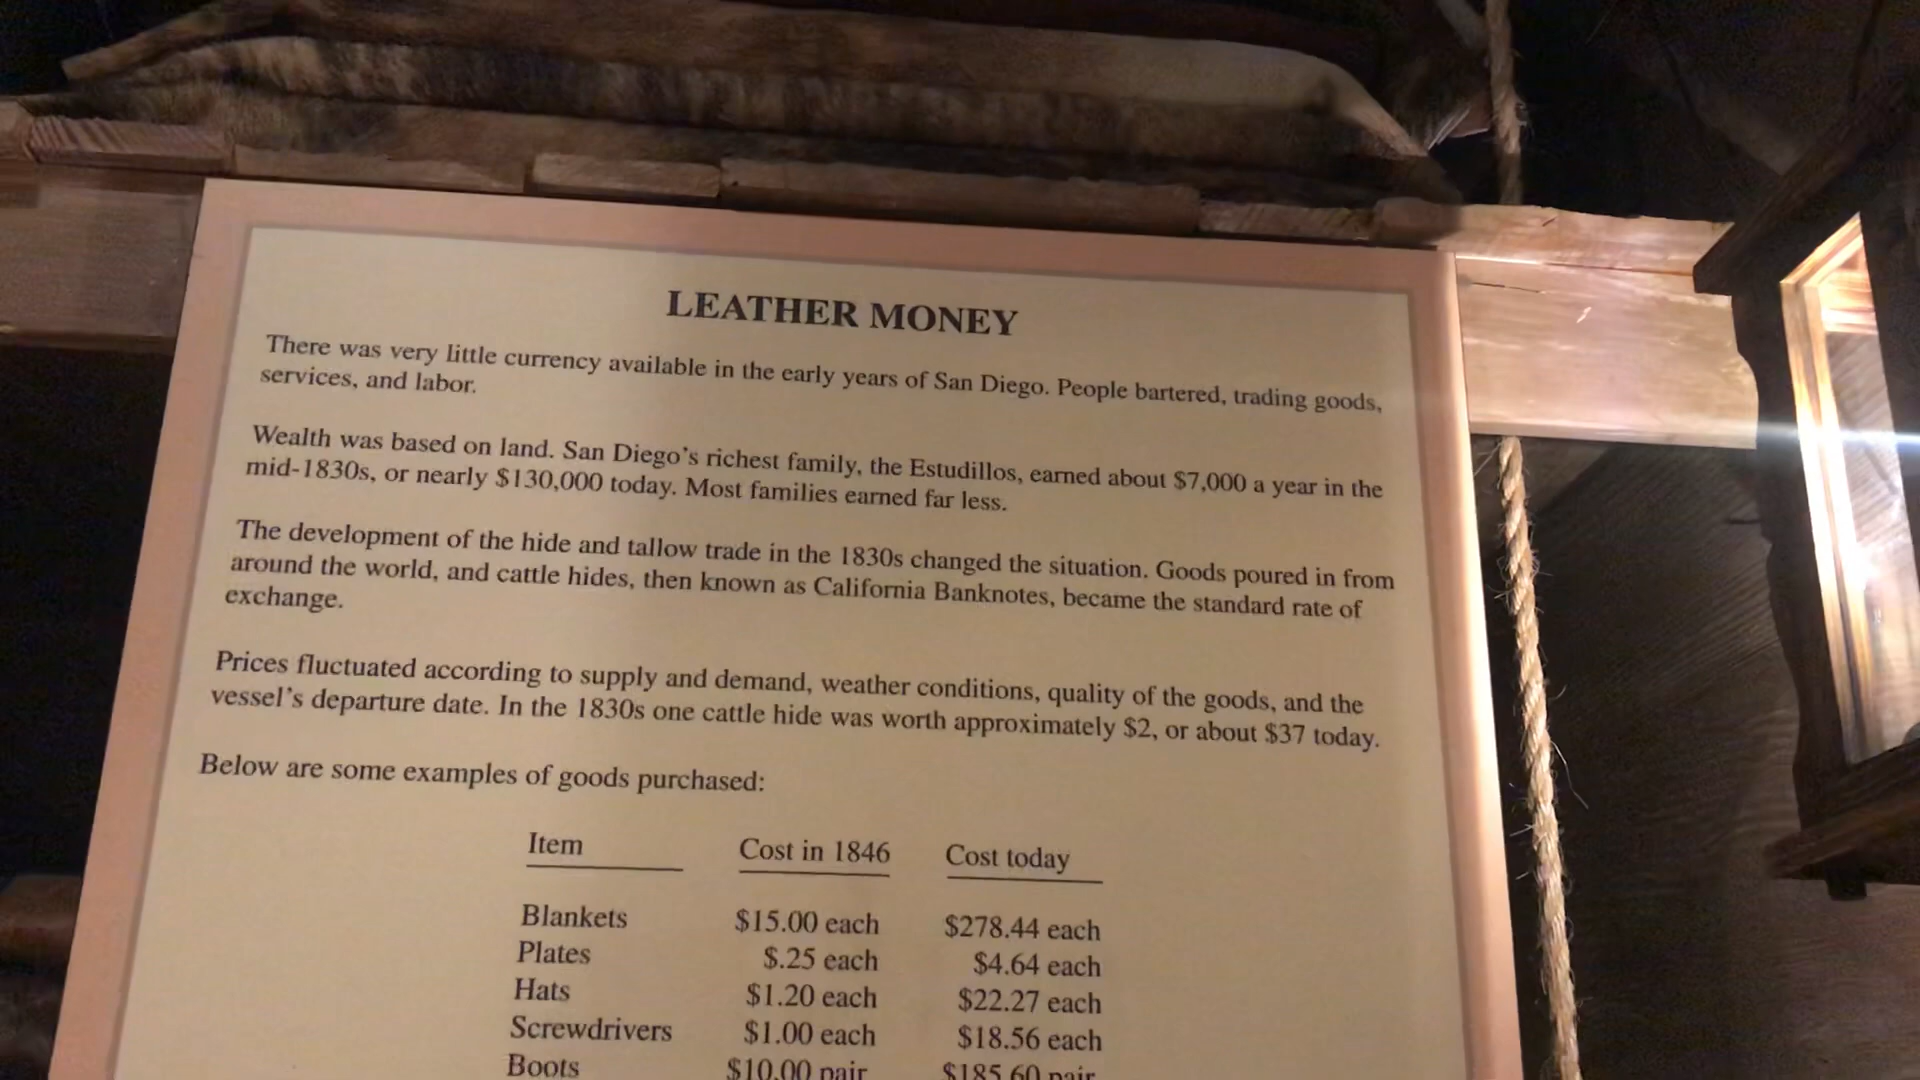 LEATHER MONEY
There was very little currency available in the early years of San Diego. People bartered, trading goods,
services, and labor.
Wealth was based on land. San Diego's richest family, the Estudillos, earned about $7,000 a year in the
mid-1830s, or nearly $130,000 today. Most families earned far less.
The development of the hide and tallow trade in the 1830s changed the situation. Goods poured in from
around the world, and cattle hides, then known as California Banknotes, became the standard rate of
exchange.
Prices fluctuated according to supply and demand, weather conditions, quality of the goods, and the
vessel's departure date. In the 1830s one cattle hide was worth approximately $2, or about $37 today.
Below are some examples of goods purchased:
Item Cost in 1846 Cost today
Blankets $15.00 each $278.44 each
Plates $.25 each $4.64 each
Hats $1.20 each $22.27 each
Screwdrivers $1.00 each $18.56 each
Boots $10.00 pair $185.60 pair